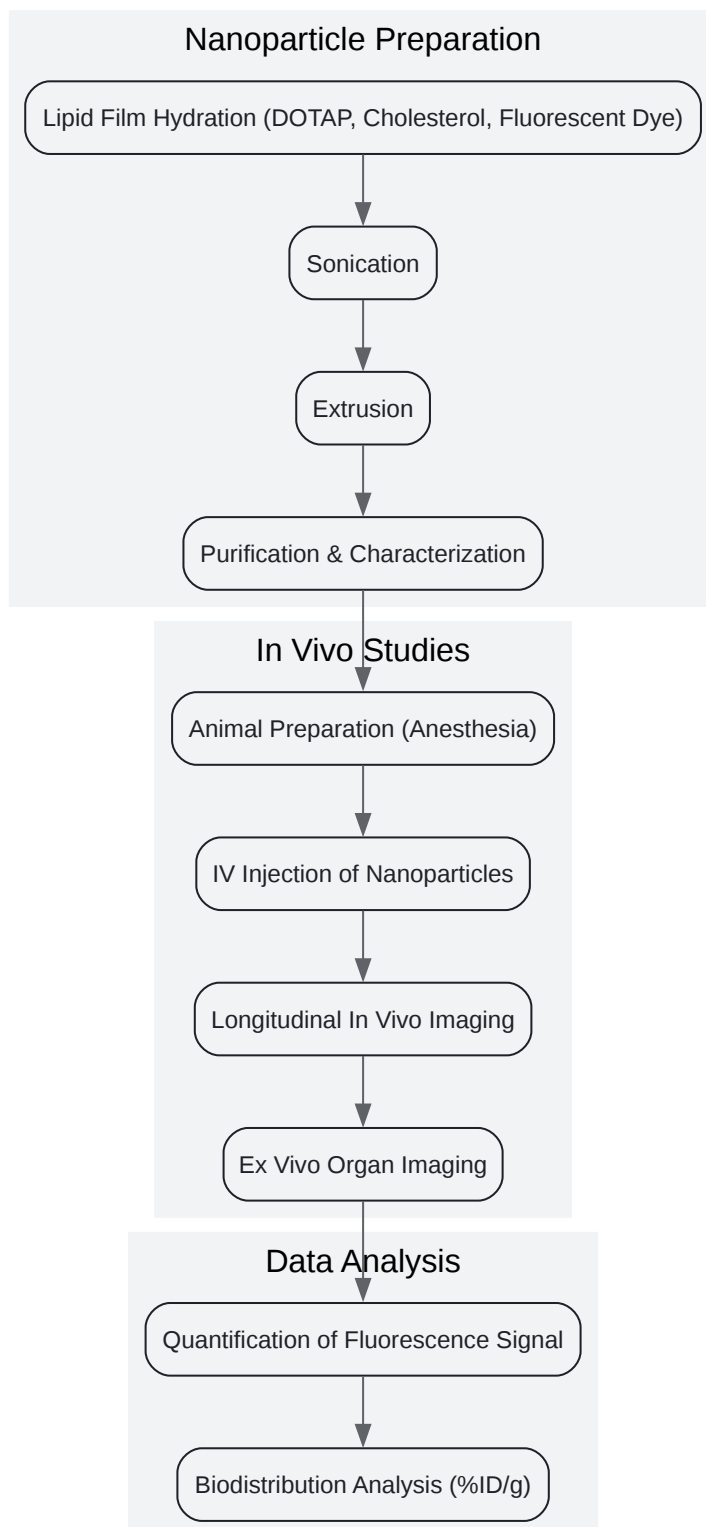 Nanoparticle Preparation
Lipid Film Hydration (DOTAP, Cholesterol, Fluorescent Dye)
Sonication
Extrusion
Purification & Characterization
In Vivo Studies
Animal Preparation (Anesthesia)
IV Injection of Nanoparticles
Longitudinal In Vivo Imaging
Ex Vivo Organ Imaging
Data Analysis
Quantification of Fluorescence Signal
Biodistribution Analysis (%ID/g)